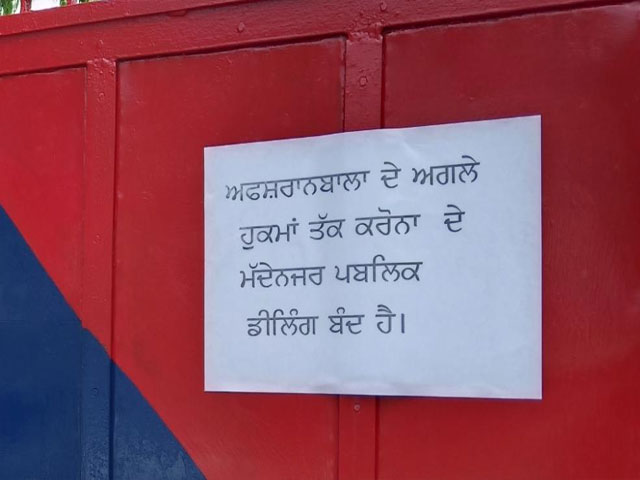 ਅਫਸ਼ਰਾਨਬਾਲਾ ਦੇ ਅਗਲੇ
ਹੁਕਮਾਂ ਤੱਕ ਕਰੋਨਾ ਦੇ
ਮੱਦੇਨਜਰ ਪਬਲਿਕ
ਡੀਲਿੰਗ ਬੰਦ ਹੈ।